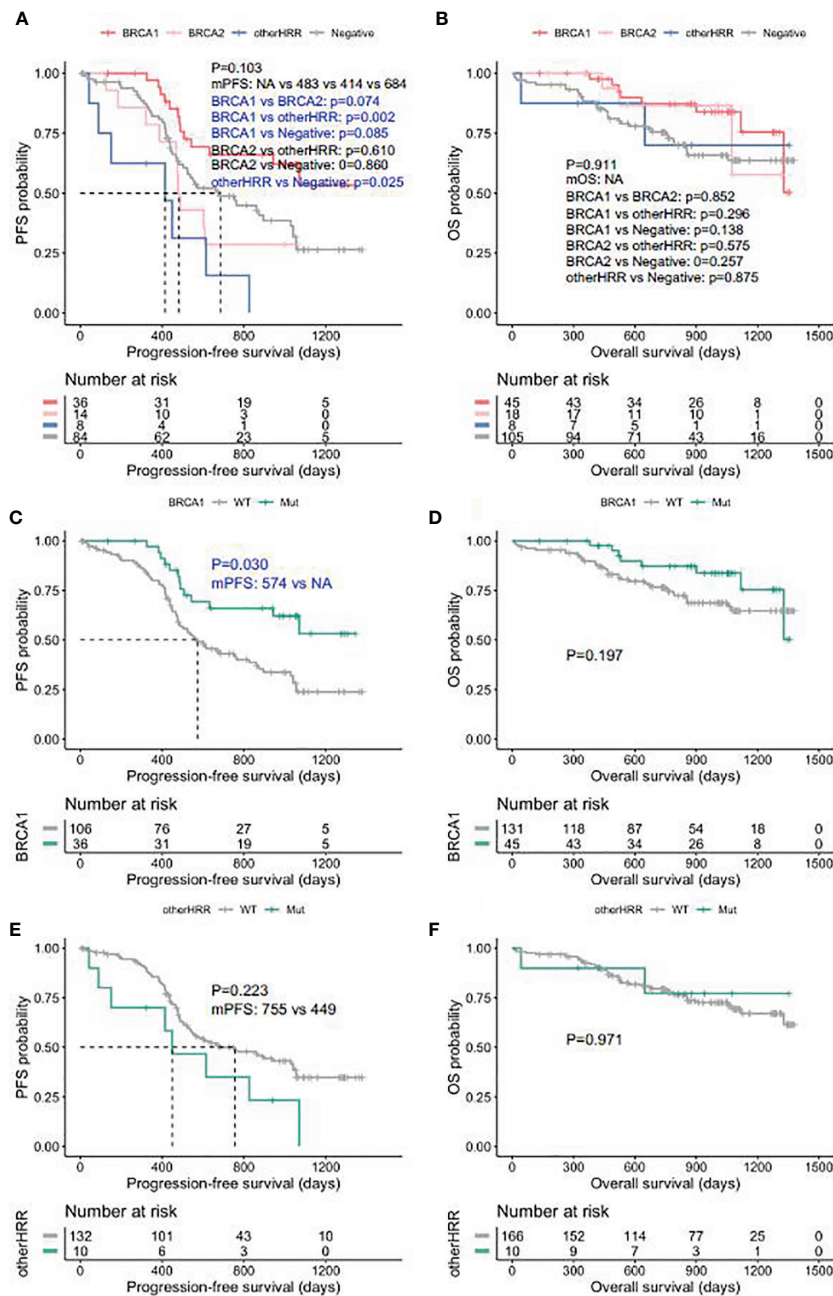 A
BRCA1 BRCA2 otherHRR Negative
P=0.103
mPFS: NA vs 483 vs 414 vs 684
BRCA1 vs BRCA2: p=0.074
BRCA1 vs otherHRR: p=0.002
BRCA1 vs Negative: p=0.085
BRCA2 vs otherHRR: p=0.610
BRCA2 vs Negative: 0=0.860
otherHRR vs Negative: p=0.025
PFS probability
1.00
0.75
0.50
0.25
0.00
0 400 800 1200
Progression-free survival (days)
Number at risk
36 31 19 5
14 10 3 0
8 4 1 0
84 62 23 5
0 400 800 1200
Progression-free survival (days)
B
BRCA1 BRCA2 otherHRR Negative
P=0.911
mOS: NA
BRCA1 vs BRCA2: p=0.852
BRCA1 vs otherHRR: p=0.296
BRCA1 vs Negative: p=0.138
BRCA2 vs otherHRR: p=0.575
BRCA2 vs Negative: 0=0.257
otherHRR vs Negative: p=0.875
OS probability
1.00
0.75
0.50
0.25
0.00
0 300 600 900 1200 1500
Overall survival (days)
Number at risk
45 43 34 26 8 0
18 17 11 10 1 0
8 7 5 1 1 0
105 94 71 43 16 0
0 300 600 900 1200 1500
Overall survival (days)
C
BRCA1 WT Mut
P=0.030
mPFS: 574 vs NA
PFS probability
1.00
0.75
0.50
0.25
0.00
0 400 800 1200
Progression-free survival (days)
Number at risk
BRCA1
106 76 27 5
36 31 19 5
0 400 800 1200
Progression-free survival (days)
D
BRCA1 WT Mut
P=0.197
OS probability
1.00
0.75
0.50
0.25
0.00
0 300 600 900 1200 1500
Overall survival (days)
Number at risk
BRCA1
131 118 87 54 18 0
45 43 34 26 8 0
0 300 600 900 1200 1500
Overall survival (days)
E
otherHRR WT Mut
P=0.223
mPFS: 755 vs 449
PFS probability
1.00
0.75
0.50
0.25
0.00
0 400 800 1200
Progression-free survival (days)
Number at risk
otherHRR
132 101 43 10
10 6 3 0
0 400 800 1200
Progression-free survival (days)
F
otherHRR WT Mut
P=0.971
OS probability
1.00
0.75
0.50
0.25
0.00
0 300 600 900 1200 1500
Overall survival (days)
Number at risk
otherHRR
166 152 114 77 25 0
10 9 7 3 1 0
0 300 600 900 1200 1500
Overall survival (days)